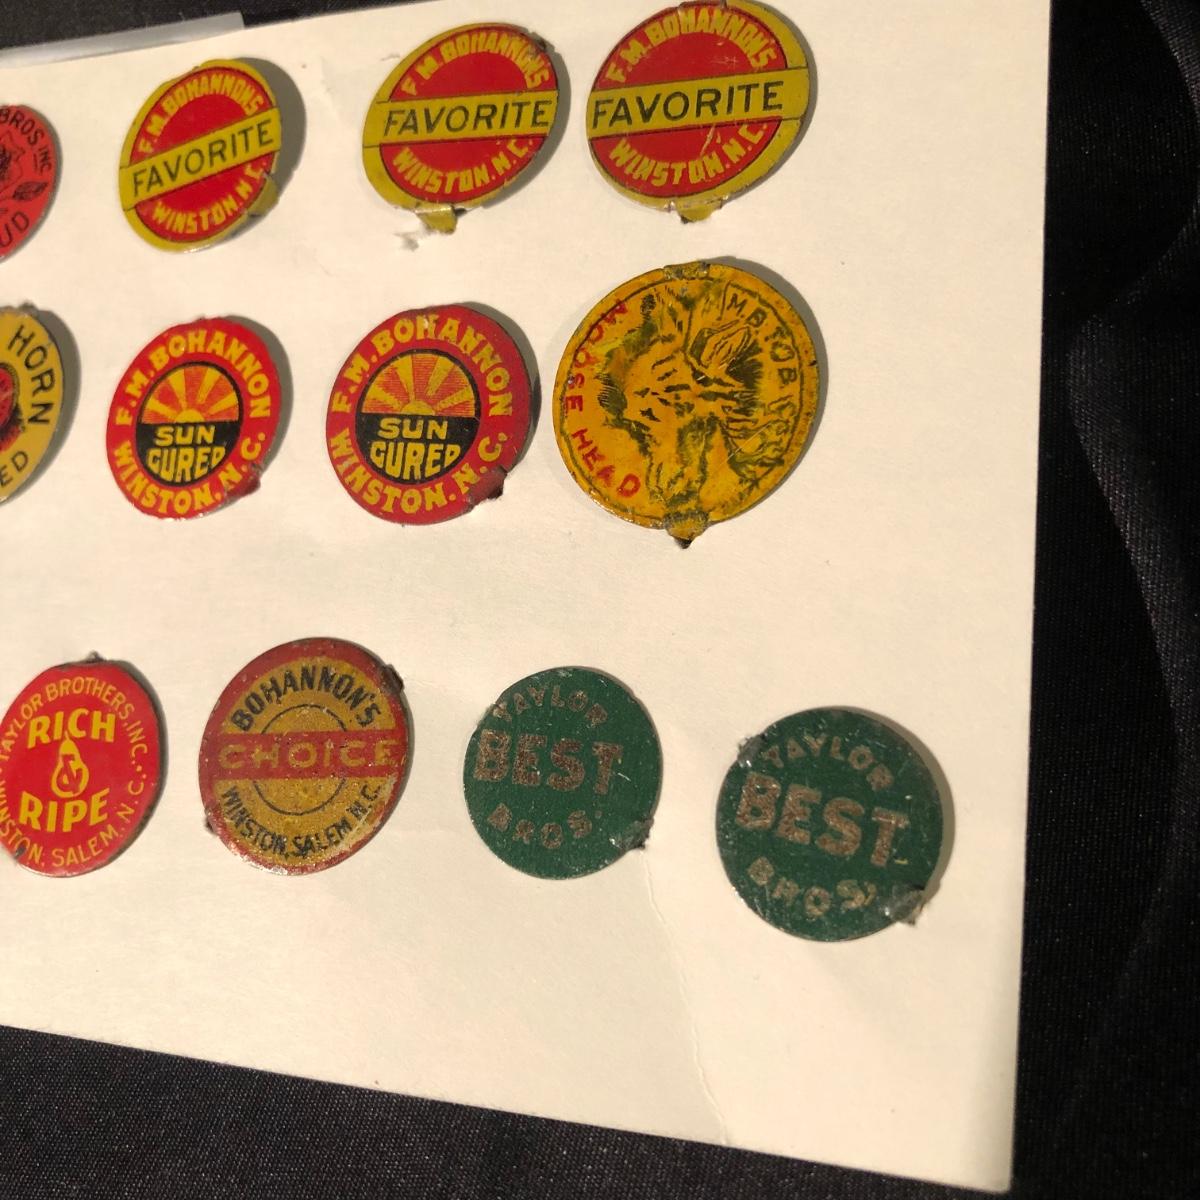 BROS. INC
UD
F.M. BOHANNON'S
FAVORITE
WINSTON. N.C.
F.M. BOHANNON'S
FAVORITE
WINSTON. N.C.
F.M. BOHANNON'S
FAVORITE
WINSTON. N.C.
HORN
ED
F.M. BOHANNON
SUN
CURED
WINSTON, N.C.
F.M. BOHANNON
SUN
CURED
WINSTON, N.C.
MOOSE HEAD
TAYLOR BROTHERS, INC.
RICH
&
RIPE
WINSTON, SALEM, N.C.
BOHANNON'S
CHOICE
WINSTON, SALEM N.C.
TAYLOR
BEST
BROS.
TAYLOR
BEST
BROS.